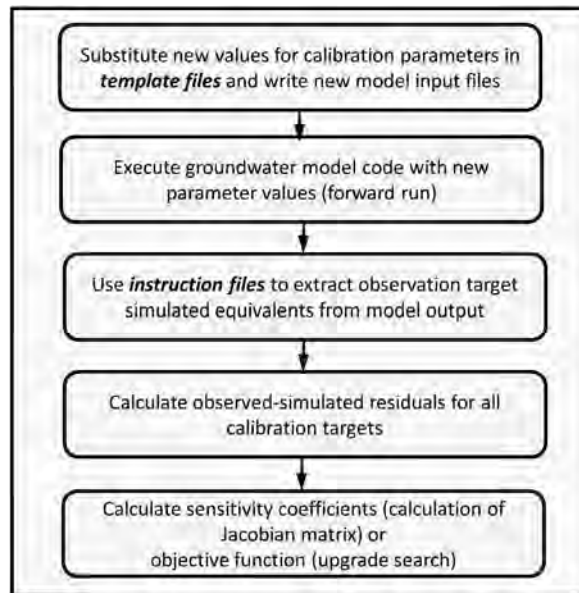 Substitute new values for calibration parameters in
template files and write new model input files
Execute groundwater model code with new
parameter values (forward run)
Use instruction files to extract observation target
simulated equivalents from model output
Calculate observed-simulated residuals for all
calibration targets
Calculate sensitivity coefficients (calculation of
Jacobian matrix) or
objective function (upgrade search)